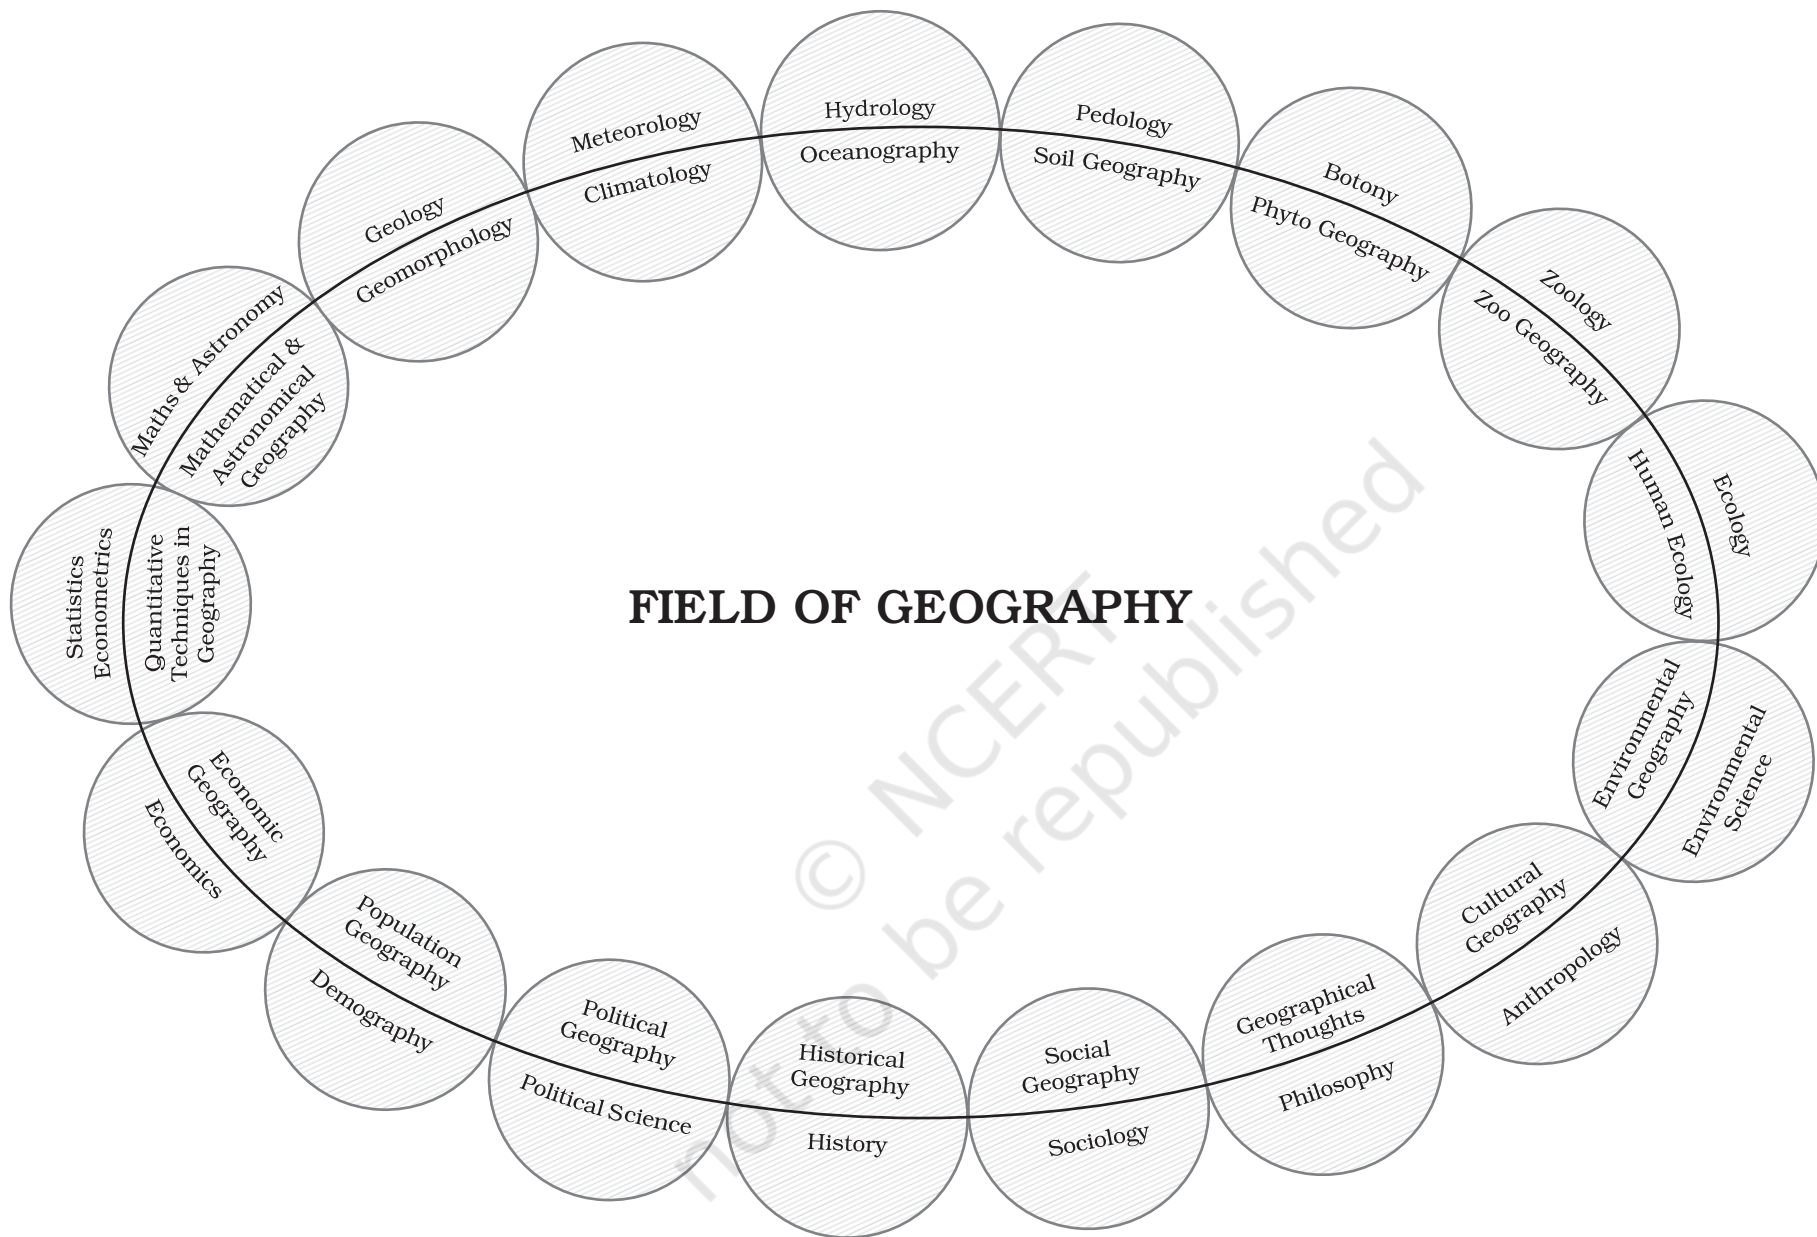 Hydrology
Oceanography
Pedology
Soil Geography
Botony
Phyto Geography
Zoology
Zoo Geography
Ecology
Human Ecology
Environmental
Geography
Environmental
Science
Cultural
Geography
Anthropology
Geographical
Thoughts
Philosophy
Social
Geography
Sociology
Historical
Geography
History
Political
Geography
Political Science
Population
Geography
Demography
Economic
Geography
Economics
Statistics
Econometrics
Quantitative
Techniques in
Geography
Maths & Astronomy
Mathematical &
Astronomical
Geography
Geology
Geomorphology
Meteorology
Climatology
FIELD OF GEOGRAPHY
© NCERT
not to be republished